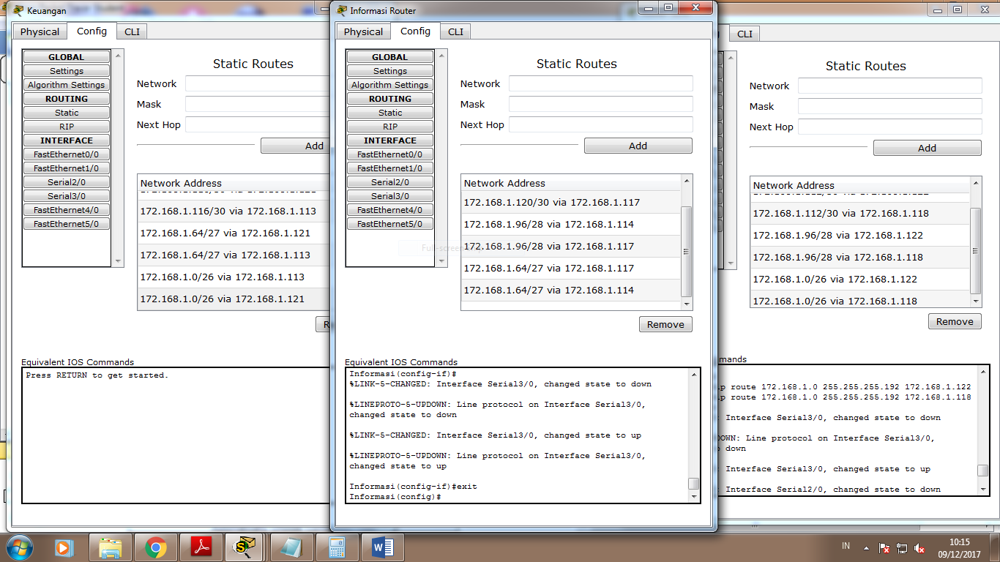 Keuangan
Physical Config CLI
GLOBAL
Settings
Algorithm Settings
ROUTING
Static
RIP
INTERFACE
FastEthernet0/0
FastEthernet1/0
Serial2/0
Serial3/0
FastEthernet4/0
FastEthernet5/0
Static Routes
Network
Mask
Next Hop
Add
Network Address
172.168.1.116/30 via 172.168.1.113
172.168.1.64/27 via 172.168.1.121
172.168.1.64/27 via 172.168.1.113
172.168.1.0/26 via 172.168.1.113
172.168.1.0/26 via 172.168.1.121
Equivalent IOS Commands
Press RETURN to get started.
Informasi Router
Physical Config CLI
GLOBAL
Settings
Algorithm Settings
ROUTING
Static
RIP
INTERFACE
FastEthernet0/0
FastEthernet1/0
Serial2/0
Serial3/0
FastEthernet4/0
FastEthernet5/0
Static Routes
Network
Mask
Next Hop
Add
Network Address
172.168.1.120/30 via 172.168.1.117
172.168.1.96/28 via 172.168.1.114
172.168.1.96/28 via 172.168.1.117
172.168.1.64/27 via 172.168.1.117
172.168.1.64/27 via 172.168.1.114
Remove
Equivalent IOS Commands
Informasi(config-if)#
%LINK-5-CHANGED: Interface Serial3/0, changed state to down
%LINEPROTO-5-UPDOWN: Line protocol on Interface Serial3/0,
changed state to down
%LINK-5-CHANGED: Interface Serial3/0, changed state to up
%LINEPROTO-5-UPDOWN: Line protocol on Interface Serial3/0,
changed state to up
Informasi(config-if)#exit
Informasi(config)#
CLI
Static Routes
Network
Mask
Next Hop
Add
Network Address
172.168.1.112/30 via 172.168.1.118
172.168.1.96/28 via 172.168.1.122
172.168.1.96/28 via 172.168.1.118
172.168.1.0/26 via 172.168.1.122
172.168.1.0/26 via 172.168.1.118
Remove
mands
ip route 172.168.1.0 255.255.255.192 172.168.1.122
ip route 172.168.1.0 255.255.255.192 172.168.1.118
: Interface Serial3/0, changed state to down
OWN: Line protocol on Interface Serial3/0,
down
: Interface Serial3/0, changed state to up
: Interface Serial2/0, changed state to down
IN
10:15
09/12/2017